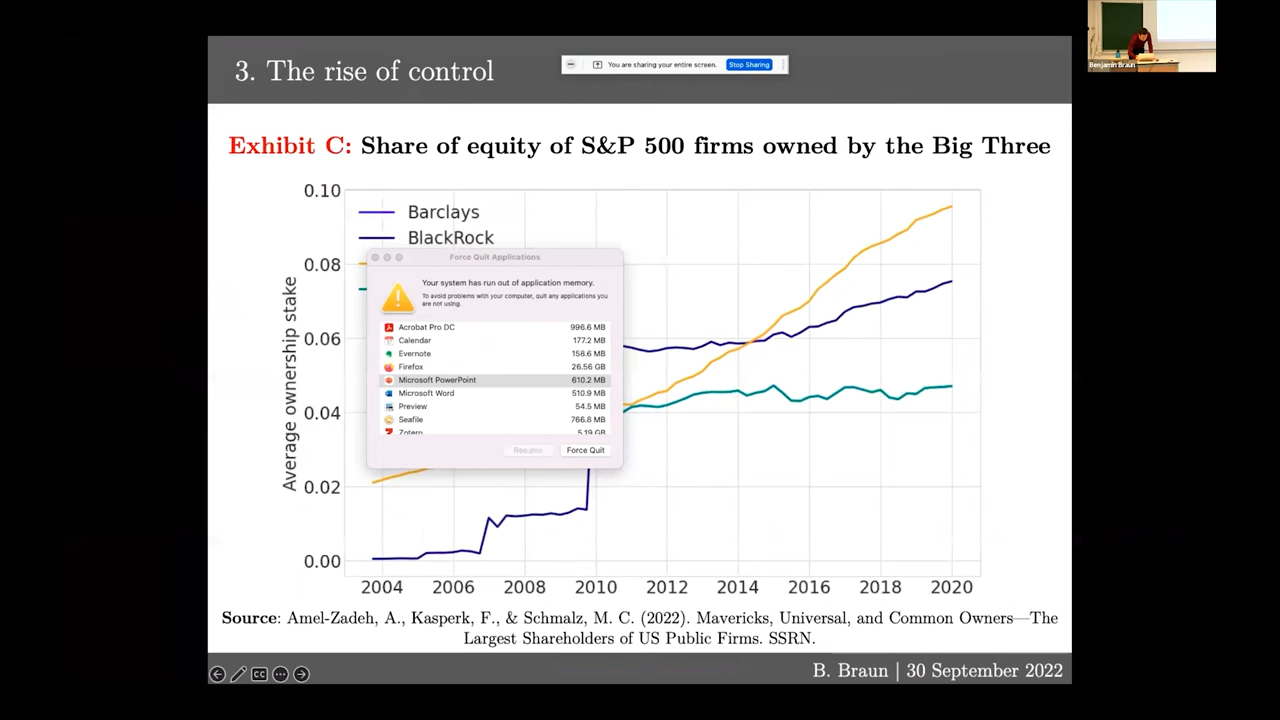 Benjamin Braun
3. The rise of control
You are sharing your entire screen.
Stop Sharing
Exhibit C: Share of equity of S&P 500 firms owned by the Big Three
Average ownership stake
0.10
0.08
0.06
0.04
0.02
0.00
Barclays
BlackRock
Force Quit Applications
Your system has run out of application memory.
To avoid problems with your computer, quit any applications you
are not using.
Acrobat Pro DC 996.6 MB
Calendar 177.2 MB
Evernote 158.6 MB
Firefox 26.56 GB
Microsoft PowerPoint 610.2 MB
Microsoft Word 510.9 MB
Preview 54.5 MB
Seafile 766.8 MB
Zotero 5.19 GB
Resume
Force Quit
2004 2006 2008 2010 2012 2014 2016 2018 2020
Source: Amel-Zadeh, A., Kasperk, F., & Schmalz, M. C. (2022). Mavericks, Universal, and Common Owners—The
Largest Shareholders of US Public Firms. SSRN.
CC
B. Braun | 30 September 2022